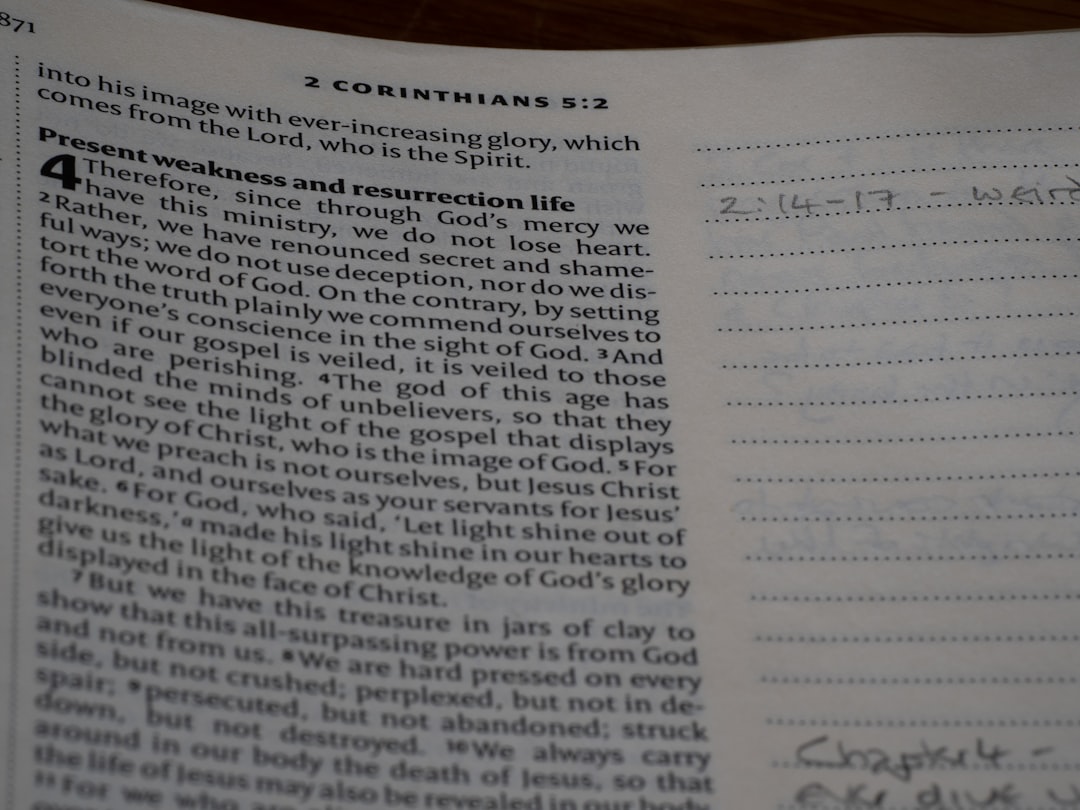 871
2 CORINTHIANS 5:2
into his image with ever-increasing glory, which
comes from the Lord, who is the Spirit.
Present weakness and resurrection life
4 Therefore, since through God's mercy we
have this ministry, we do not lose heart.
2 Rather, we have renounced secret and shame-
ful ways; we do not use deception, nor do we dis-
tort the word of God. On the contrary, by setting
forth the truth plainly we commend ourselves to
everyone's conscience in the sight of God. 3 And
even if our gospel is veiled, it is veiled to those
who are perishing. 4 The god of this age has
blinded the minds of unbelievers, so that they
cannot see the light of the gospel that displays
the glory of Christ, who is the image of God. 5 For
what we preach is not ourselves, but Jesus Christ
as Lord, and ourselves as your servants for Jesus'
sake. 6 For God, who said, 'Let light shine out of
darkness,' a made his light shine in our hearts to
give us the light of the knowledge of God's glory
displayed in the face of Christ.
7 But we have this treasure in jars of clay to
show that this all-surpassing power is from God
and not from us. 8 We are hard pressed on every
side, but not crushed; perplexed, but not in de-
spair; 9 persecuted, but not abandoned; struck
down, but not destroyed. 10 We always carry
around in our body the death of Jesus, so that
the life of Jesus may also be revealed in our body.
11 For we who are
2:14-17 - weird
Chapter 4 -